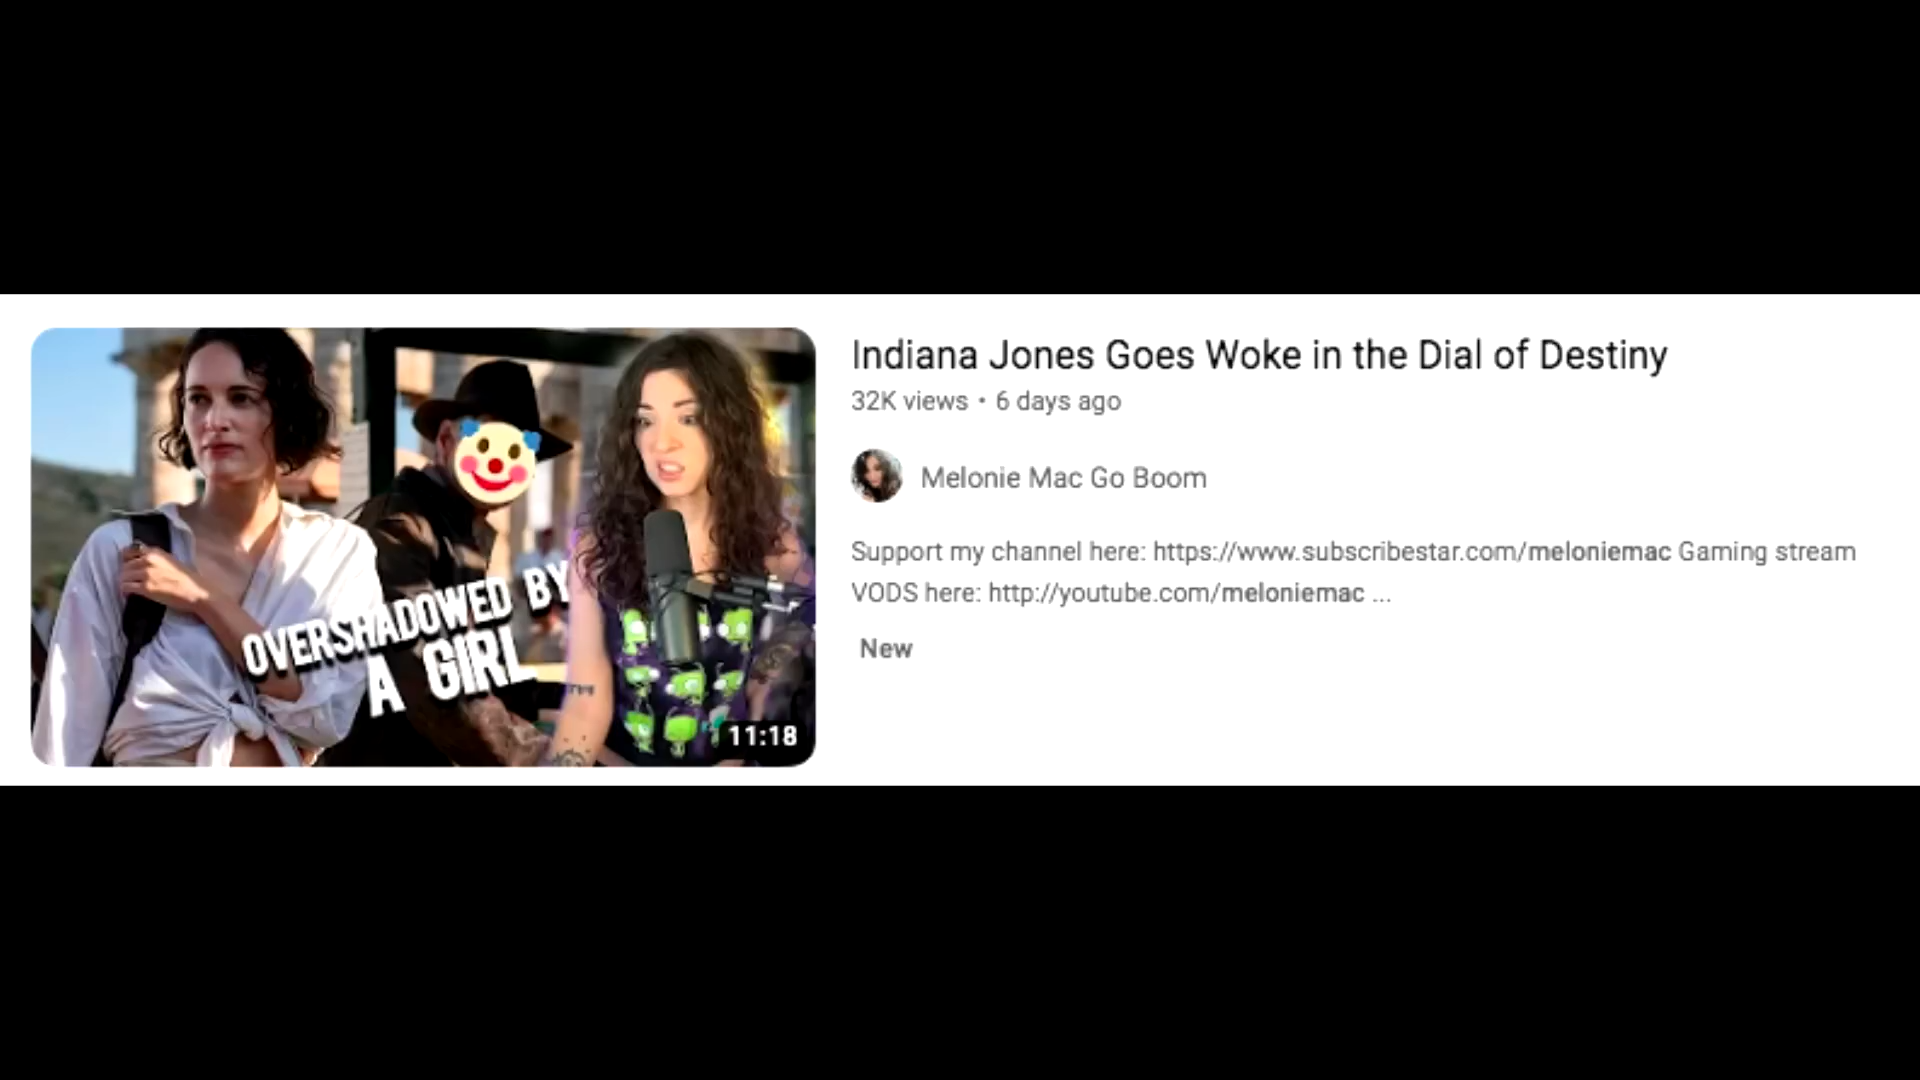 OVERSHADOWED BY
A GIRL
11:18
Indiana Jones Goes Woke in the Dial of Destiny
32K views • 6 days ago
Melonie Mac Go Boom
Support my channel here: https://www.subscribestar.com/meloniemac Gaming stream
VODS here: http://youtube.com/meloniemac ...
New